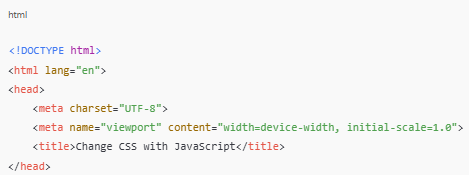 html
<!DOCTYPE html>
<html lang="en">
<head>
    <meta charset="UTF-8">
    <meta name="viewport" content="width=device-width, initial-scale=1.0">
    <title>Change CSS with JavaScript</title>
</head>